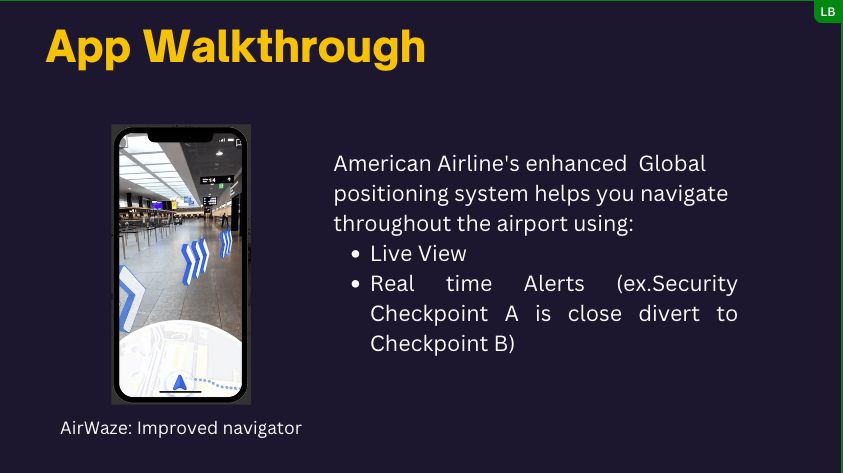 LB
App Walkthrough
American Airline's enhanced Global
positioning system helps you navigate
throughout the airport using:
Live View
Real time Alerts (ex.Security
Checkpoint A is close divert to
Checkpoint B)
AirWaze: Improved navigator